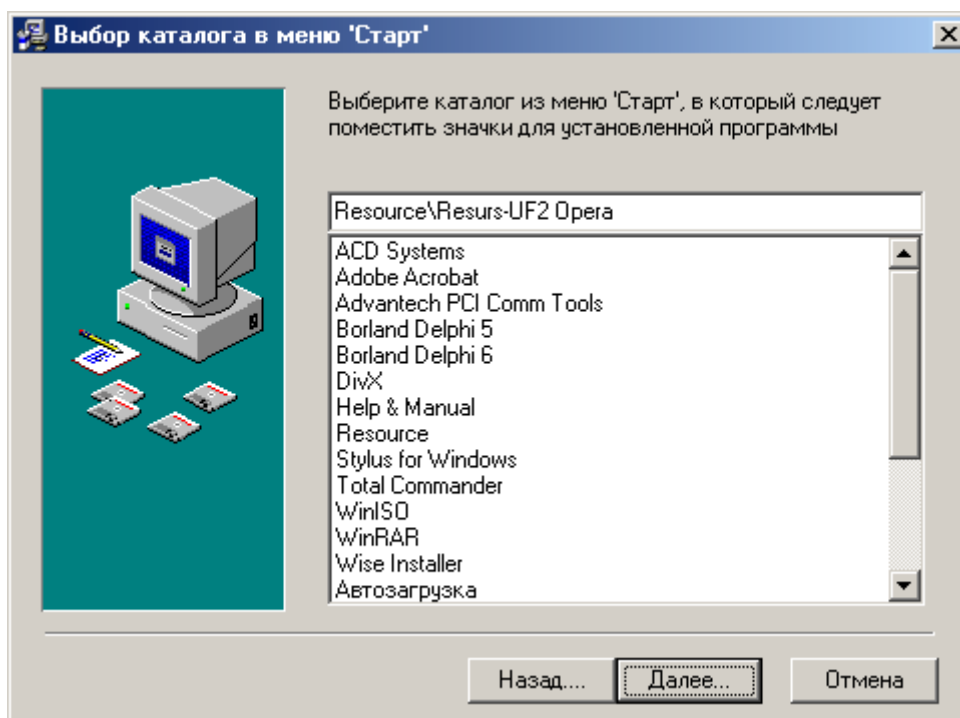 Выбор каталога в меню 'Старт'
Выберите каталог из меню 'Старт', в который следует
поместить значки для установленной программы
Resource\Resurs-UF2 Opera
ACD Systems
Adobe Acrobat
Advantech PCI Comm Tools
Borland Delphi 5
Borland Delphi 6
DivX
Help & Manual
Resource
Stylus for Windows
Total Commander
WinISO
WinRAR
Wise Installer
Автозагрузка
Назад....
Далее...
Отмена